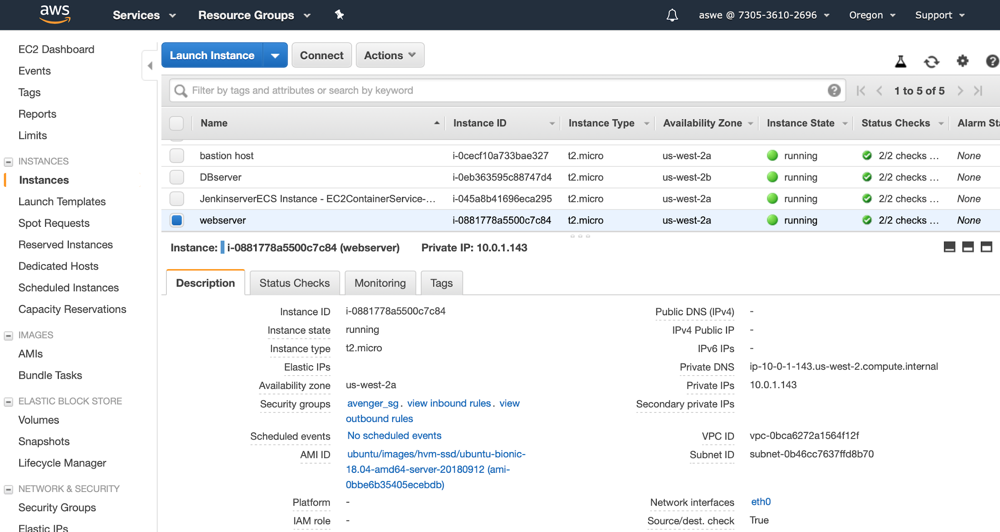 aws Services Resource Groups aswe @ 7305-3610-2696 Oregon Support
EC2 Dashboard
Events
Tags
Reports
Limits
INSTANCES
Instances
Launch Templates
Spot Requests
Reserved Instances
Dedicated Hosts
Scheduled Instances
Capacity Reservations
IMAGES
AMIs
Bundle Tasks
ELASTIC BLOCK STORE
Volumes
Snapshots
Lifecycle Manager
NETWORK & SECURITY
Security Groups
Elastic IPs
Launch Instance Connect Actions
Filter by tags and attributes or search by keyword 1 to 5 of 5
Name Instance ID Instance Type Availability Zone Instance State Status Checks Alarm Sta
bastion host i-0cecf10a733bae327 t2.micro us-west-2a running 2/2 checks ... None
DBserver i-0eb363595c88747d4 t2.micro us-west-2b running 2/2 checks ... None
JenkinserverECS Instance - EC2ContainerService-... i-045a8b41696eca295 t2.micro us-west-2a running 2/2 checks ... None
webserver i-0881778a5500c7c84 t2.micro us-west-2a running 2/2 checks ... None
Instance: i-0881778a5500c7c84 (webserver) Private IP: 10.0.1.143
Description Status Checks Monitoring Tags
Instance ID i-0881778a5500c7c84 Public DNS (IPv4) -
Instance state running IPv4 Public IP -
Instance type t2.micro IPv6 IPs -
Elastic IPs Private DNS ip-10-0-1-143.us-west-2.compute.internal
Availability zone us-west-2a Private IPs 10.0.1.143
Security groups avenger_sg. view inbound rules. view Secondary private IPs
outbound rules
Scheduled events No scheduled events VPC ID vpc-0bca6272a1564f12f
AMI ID ubuntu/images/hvm-ssd/ubuntu-bionic- Subnet ID subnet-0b46cc7637ffd8b70
18.04-amd64-server-20180912 (ami-
0bbe6b35405ecebdb)
Platform - Network interfaces eth0
IAM role - Source/dest. check True